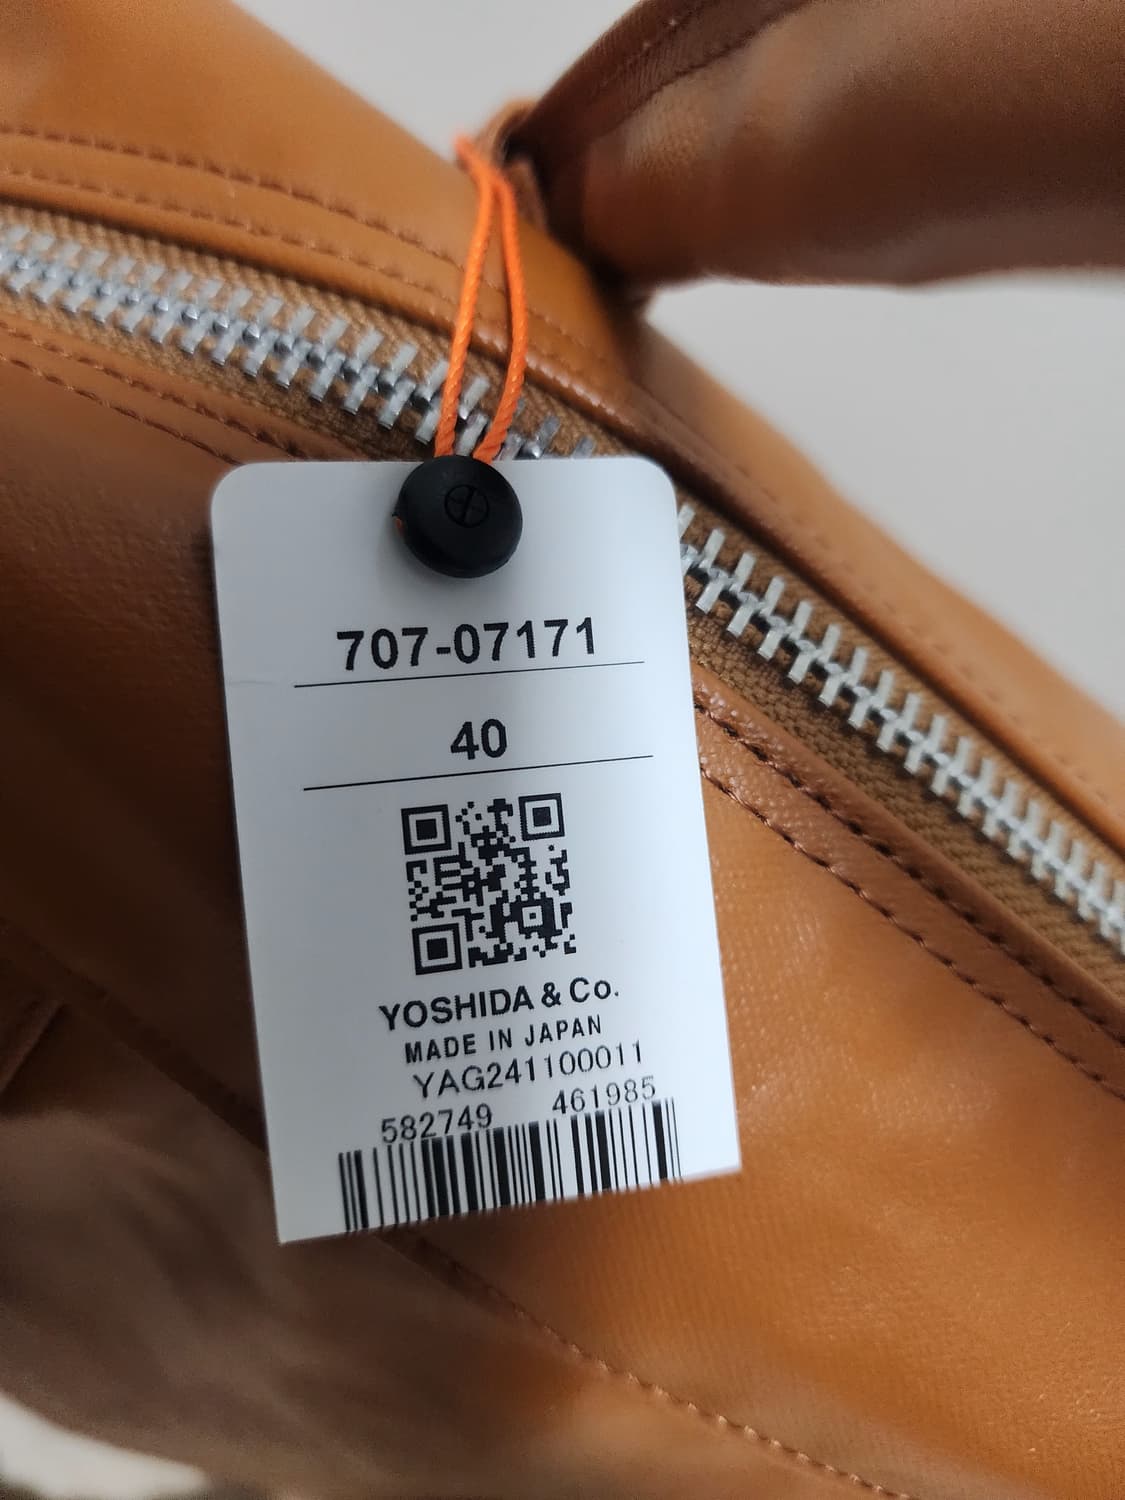 707-07171
40
YOSHIDA & Co.
MADE IN JAPAN
YAG241100011
582749 461985